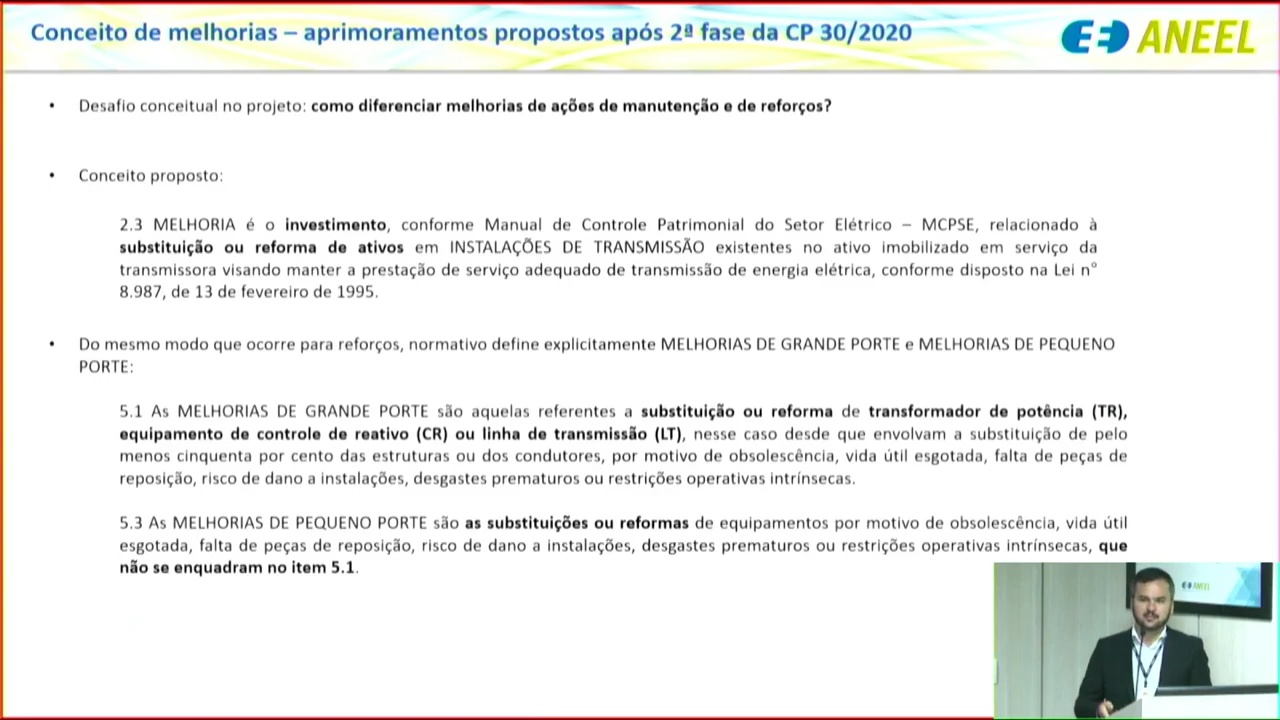 Conceito de melhorias – aprimoramentos propostos após 2ª fase da CP 30/2020
ANEEL
• Desafio conceitual no projeto: como diferenciar melhorias de ações de manutenção e de reforços?
• Conceito proposto:
2.3 MELHORIA é o investimento, conforme Manual de Controle Patrimonial do Setor Elétrico – MCPSE, relacionado à
substituição ou reforma de ativos em INSTALAÇÕES DE TRANSMISSÃO existentes no ativo imobilizado em serviço da
transmissora visando manter a prestação de serviço adequado de transmissão de energia elétrica, conforme disposto na Lei n°
8.987, de 13 de fevereiro de 1995.
• Do mesmo modo que ocorre para reforços, normativo define explicitamente MELHORIAS DE GRANDE PORTE e MELHORIAS DE PEQUENO
PORTE:
5.1 As MELHORIAS DE GRANDE PORTE são aquelas referentes a substituição ou reforma de transformador de potência (TR),
equipamento de controle de reativo (CR) ou linha de transmissão (LT), nesse caso desde que envolvam a substituição de pelo
menos cinquenta por cento das estruturas ou dos condutores, por motivo de obsolescência, vida útil esgotada, falta de peças de
reposição, risco de dano a instalações, desgastes prematuros ou restrições operativas intrínsecas.
5.3 As MELHORIAS DE PEQUENO PORTE são as substituições ou reformas de equipamentos por motivo de obsolescência, vida útil
esgotada, falta de peças de reposição, risco de dano a instalações, desgastes prematuros ou restrições operativas intrínsecas, que
não se enquadram no item 5.1.
ANEEL